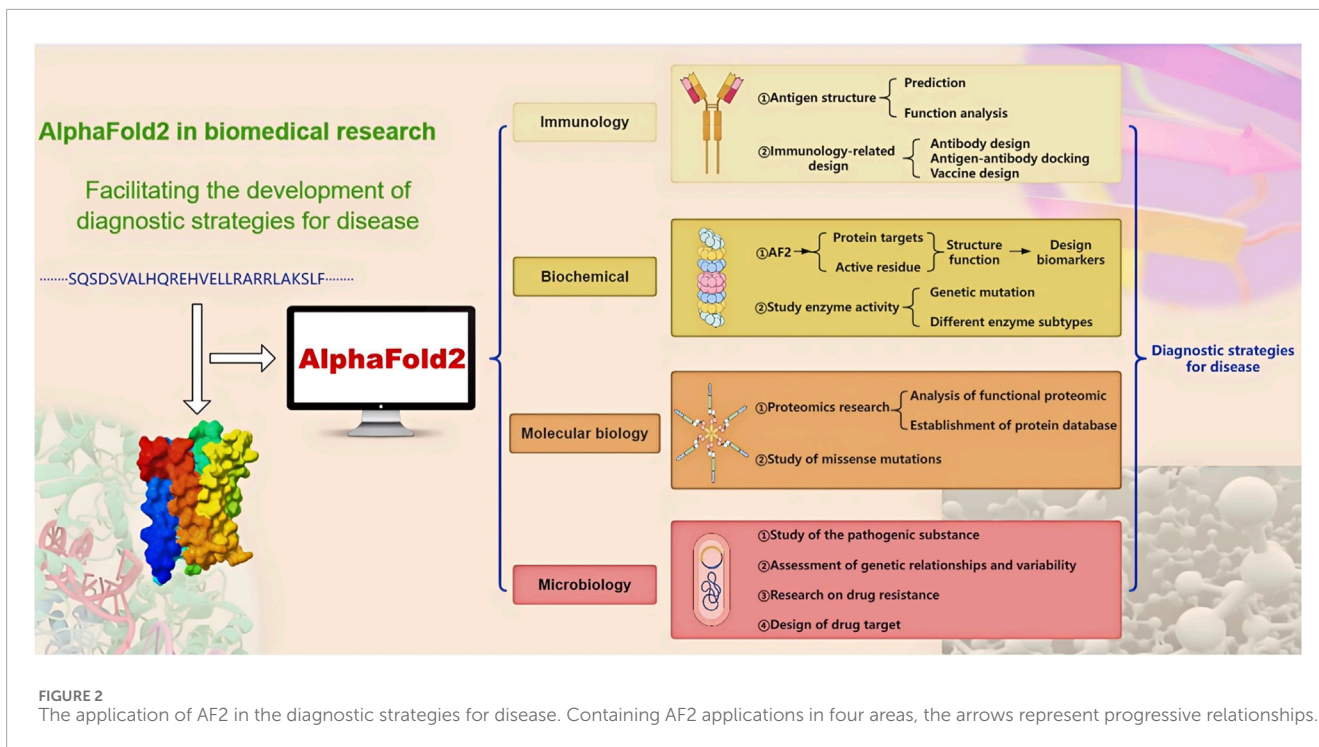 AlphaFold2 in biomedical research
Facilitating the development of
diagnostic strategies for disease
········SQSDSVALHQREHVELLRARRLAKSLF········
AlphaFold2
Immunology
①Antigen structure
Prediction
Function analysis
②Immunology-related
design
Antibody design
Antigen-antibody docking
Vaccine design
Biochemical
①AF2
Protein targets
Active residue
Structure
function
Design
biomarkers
②Study enzyme activity
Genetic mutation
Different enzyme subtypes
Molecular biology
①Proteomics research
Analysis of functional proteomic
Establishment of protein database
②Study of missense mutations
Microbiology
①Study of the pathogenic substance
②Assessment of genetic relationships and variability
③Research on drug resistance
④Design of drug target
Diagnostic strategies
for disease
FIGURE 2
The application of AF2 in the diagnostic strategies for disease. Containing AF2 applications in four areas, the arrows represent progressive relationships.